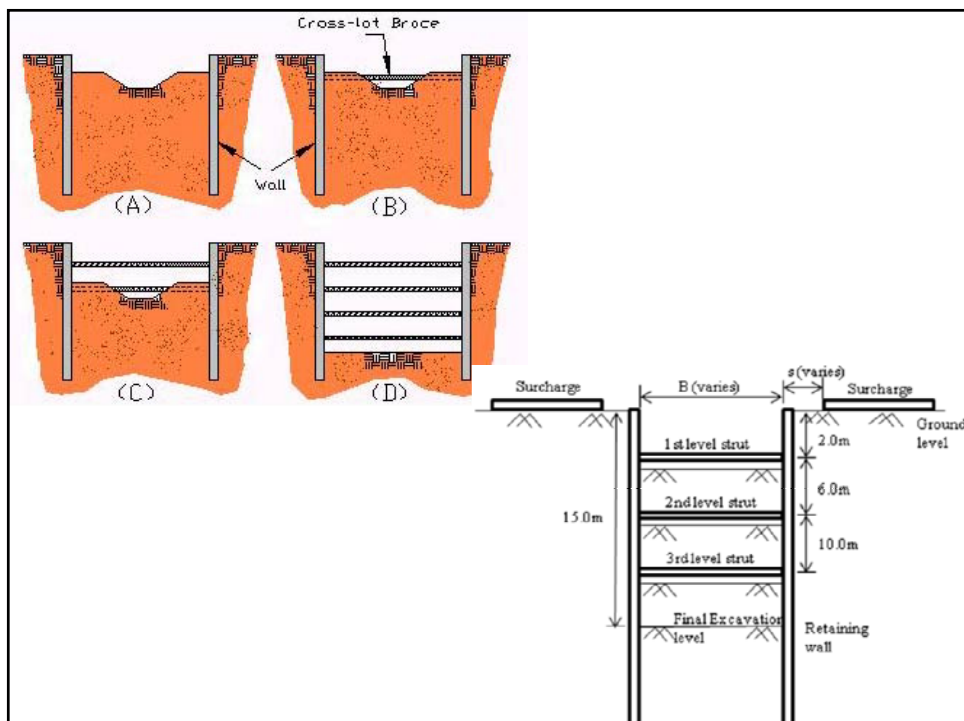 Cross-lot Broce
Wall
(A)
(B)
(C)
(D)
Surcharge
B (varies)
s (varies)
Surcharge
Ground
level
1st level strut
2.0m
6.0m
2nd level strut
15.0m
10.0m
3rd level strut
Final Excavation
level
Retaining
wall